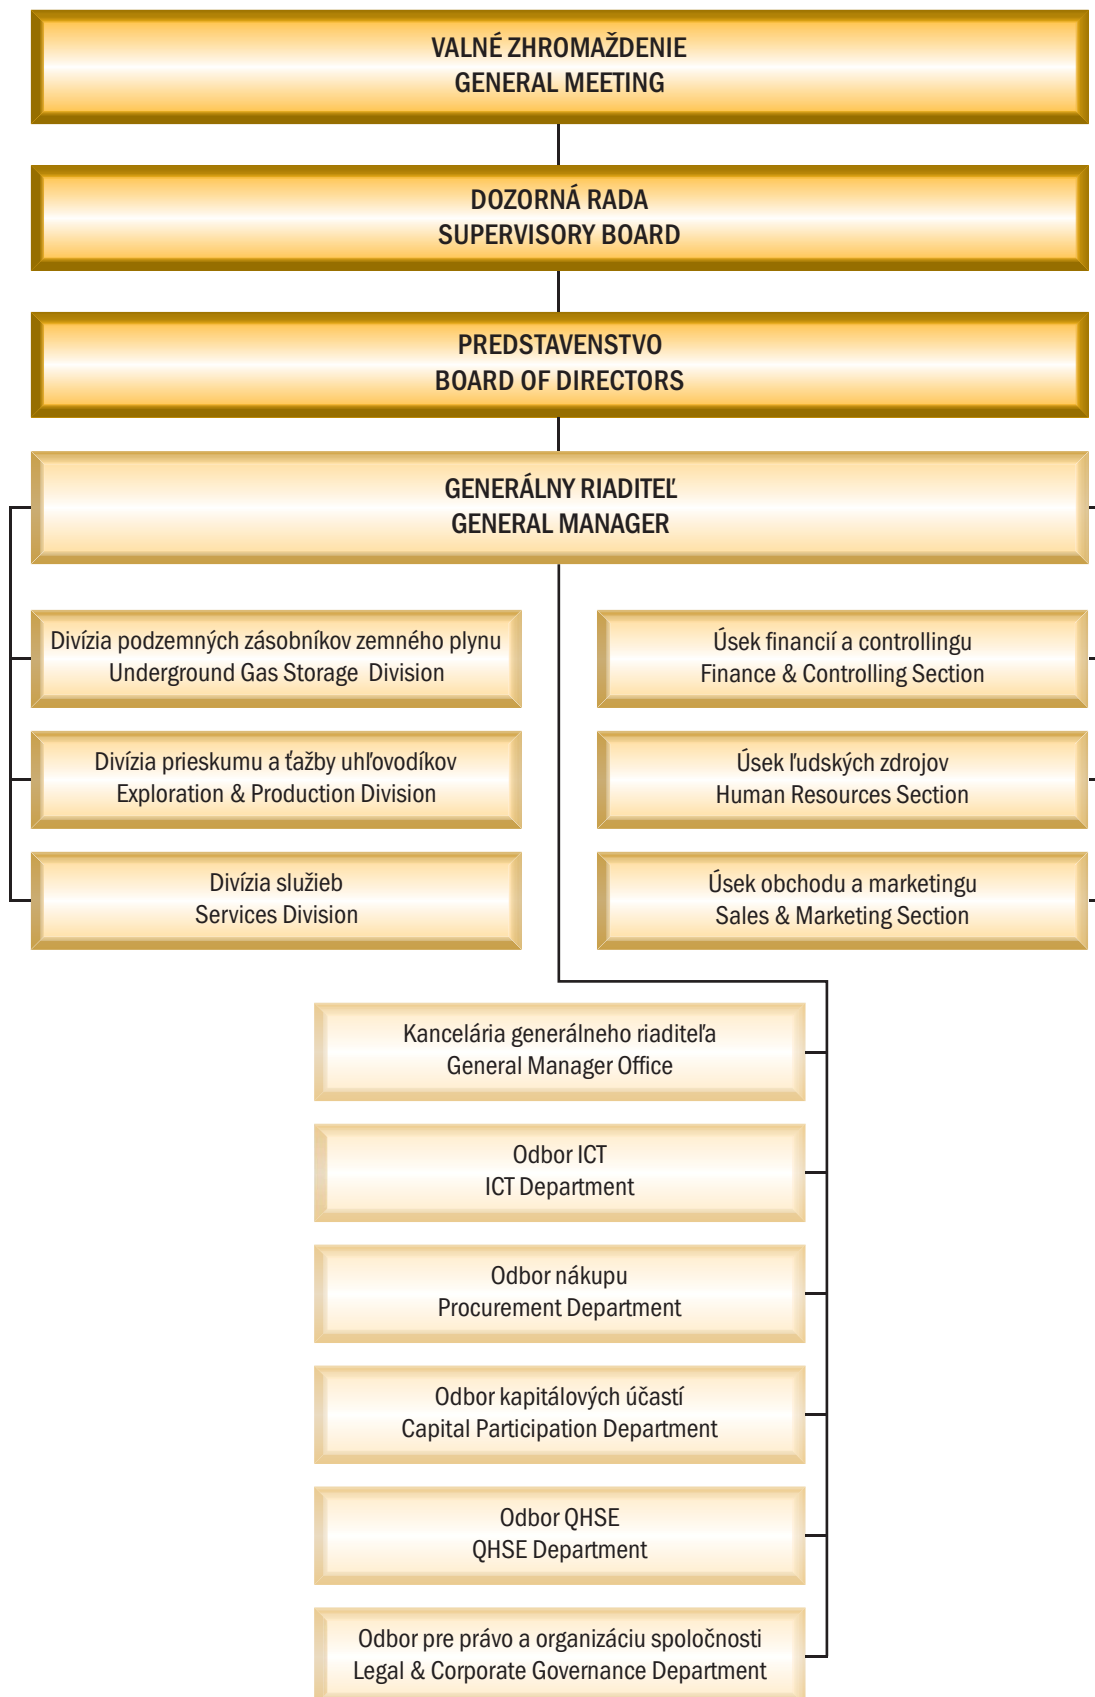 VALNÉ ZHROMAŽDENIE
GENERAL MEETING
DOZORNÁ RADA
SUPERVISORY BOARD
PREDSTAVENSTVO
BOARD OF DIRECTORS
GENERÁLNY RIADITEĽ
GENERAL MANAGER
Divízia podzemných zásobníkov zemného plynu
Underground Gas Storage Division
Divízia prieskumu a ťažby uhľovodíkov
Exploration & Production Division
Divízia služieb
Services Division
Úsek financií a controllingu
Finance & Controlling Section
Úsek ľudských zdrojov
Human Resources Section
Úsek obchodu a marketingu
Sales & Marketing Section
Kancelária generálneho riaditeľa
General Manager Office
Odbor ICT
ICT Department
Odbor nákupu
Procurement Department
Odbor kapitálových účastí
Capital Participation Department
Odbor QHSE
QHSE Department
Odbor pre právo a organizáciu spoločnosti
Legal & Corporate Governance Department